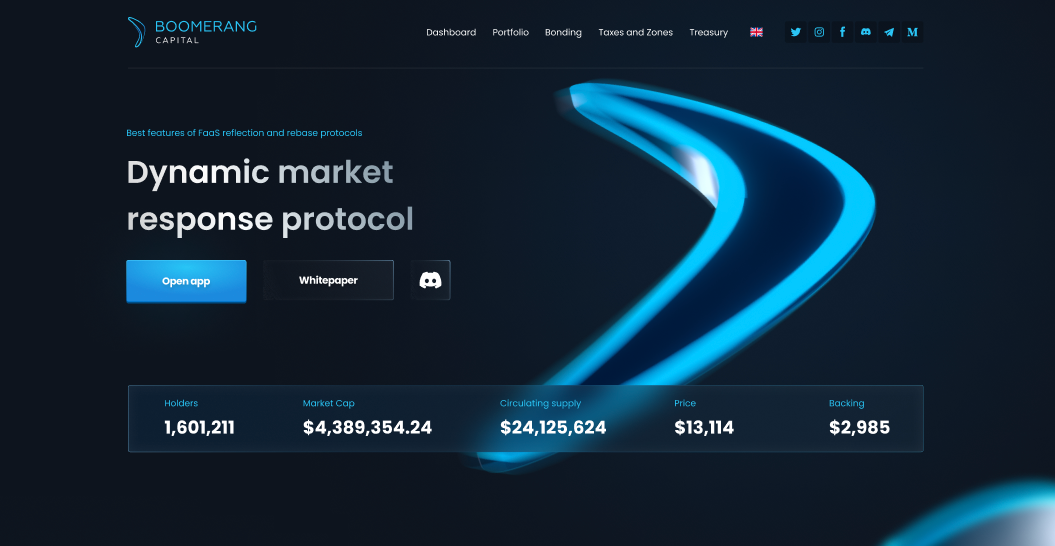 BOOMERANG
CAPITAL
Dashboard Portfolio Bonding Taxes and Zones Treasury
Best features of FaaS reflection and rebase protocols
Dynamic market
response protocol
Open app Whitepaper
Holders Market Cap Circulating supply Price Backing
1,601,211 $4,389,354.24 $24,125,624 $13,114 $2,985